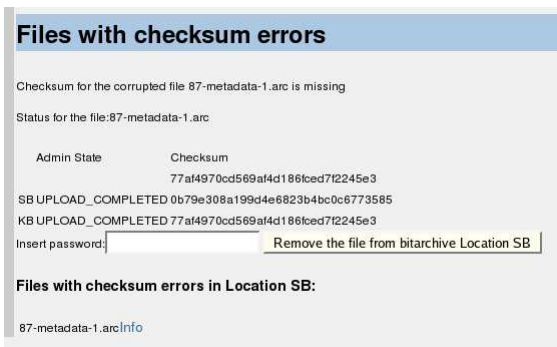 Files with checksum errors
Checksum for the corrupted file 87-metadata-1.arc is missing
Status for the file:87-metadata-1.arc
Admin State Checksum
77af4970cd569af4d186fced7f2245e3
SB UPLOAD_COMPLETED 0b79e308a199d4e6823b4bc0c6773585
KB UPLOAD_COMPLETED 77af4970cd569af4d186fced7f2245e3
Insert password: Remove the file from bitarchive Location SB
Files with checksum errors in Location SB:
87-metadata-1.arcInfo